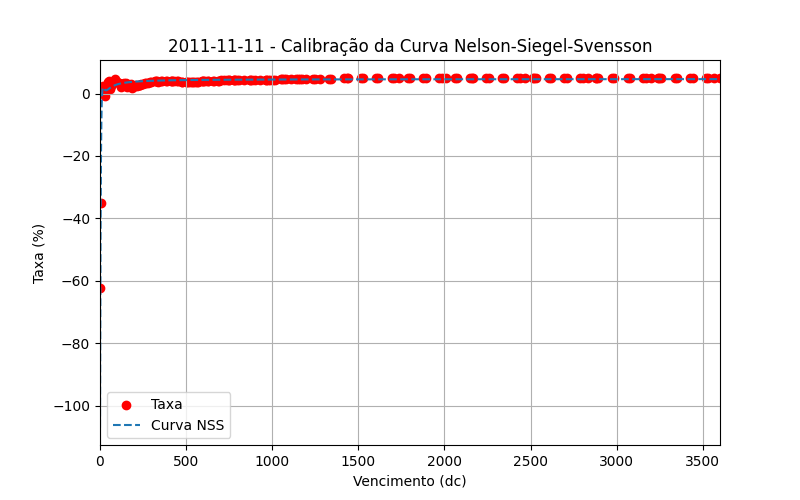 2011-11-11 - Calibração da Curva Nelson-Siegel-Svensson
Taxa (%)
0
−20
−40
−60
−80
−100
Taxa
Curva NSS
0 500 1000 1500 2000 2500 3000 3500
Vencimento (dc)